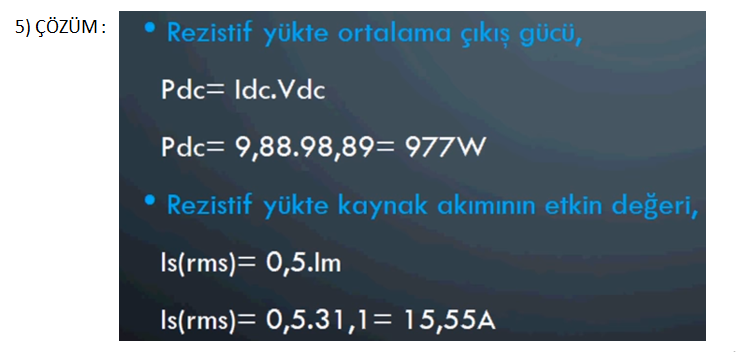 5) ÇÖZÜM :
• Rezistif yükte ortalama çıkış gücü,
Pdc= Idc.Vdc
Pdc= 9,88.98,89= 977W
• Rezistif yükte kaynak akımının etkin değeri,
Is(rms)= 0,5.Im
Is(rms)= 0,5.31,1= 15,55A